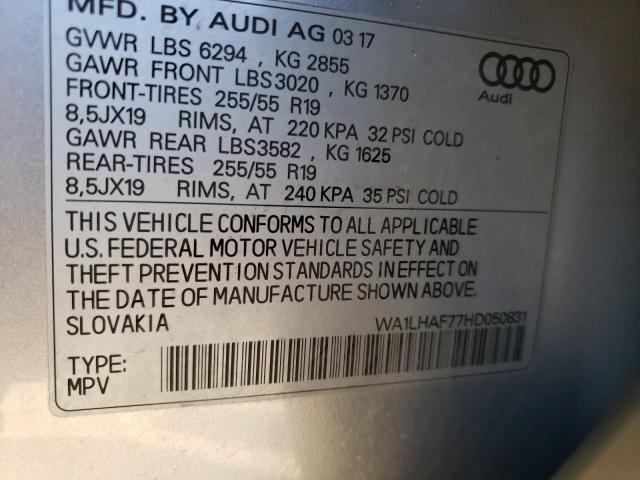 MFD. BY AUDI AG 03 17
GVWR LBS 6294 , KG 2855
GAWR FRONT LBS3020 , KG 1370
FRONT-TIRES 255/55 R19
8,5JX19 RIMS, AT 220 KPA 32 PSI COLD
GAWR REAR LBS3582 , KG 1625
REAR-TIRES 255/55 R19
8,5JX19 RIMS, AT 240 KPA 35 PSI COLD
Audi
THIS VEHICLE CONFORMS TO ALL APPLICABLE
U.S. FEDERAL MOTOR VEHICLE SAFETY AND
THEFT PREVENTION STANDARDS IN EFFECT ON
THE DATE OF MANUFACTURE SHOWN ABOVE.
SLOVAKIA WA1LHAF77HD050831
TYPE:
MPV